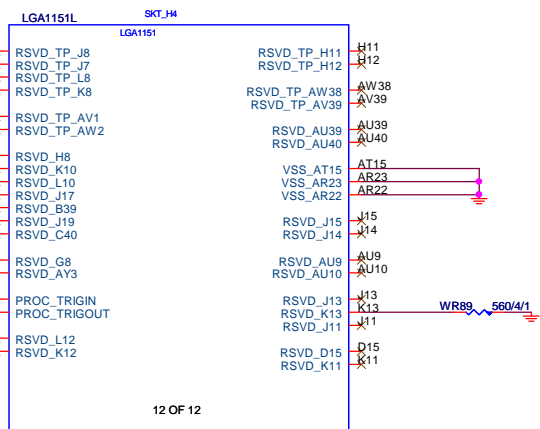 LGA1151L SKT_H4
LGA1151
RSVD_TP_J8 RSVD_TP_H11 H11
RSVD_TP_J7 RSVD_TP_H12 H12
RSVD_TP_L8
RSVD_TP_K8 RSVD_TP_AW38 AW38
RSVD_TP_AV39 AV39
RSVD_TP_AV1
RSVD_TP_AW2 RSVD_AU39 AU39
RSVD_AU40 AU40
RSVD_H8
RSVD_K10 VSS_AT15 AT15
RSVD_L10 VSS_AR23 AR23
RSVD_J17 VSS_AR22 AR22
RSVD_B39
RSVD_J19 RSVD_J15 J15
RSVD_C40 RSVD_J14 J14
RSVD_G8 RSVD_AU9 AU9
RSVD_AY3 RSVD_AU10 AU10
PROC_TRIGIN RSVD_J13 J13
PROC_TRIGOUT RSVD_K13 K13 WR89 560/4/1
RSVD_J11 J11
RSVD_L12
RSVD_K12 RSVD_D15 D15
RSVD_K11 K11
12 OF 12